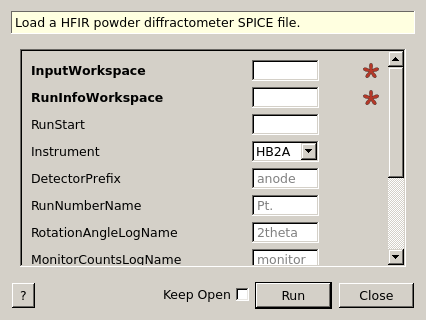 Load a HFIR powder diffractometer SPICE file.
InputWorkspace
RunInfoWorkspace
RunStart
Instrument HB2A
DetectorPrefix anode
RunNumberName Pt.
RotationAngleLogName 2theta
MonitorCountsLogName monitor
? Keep Open Run Close